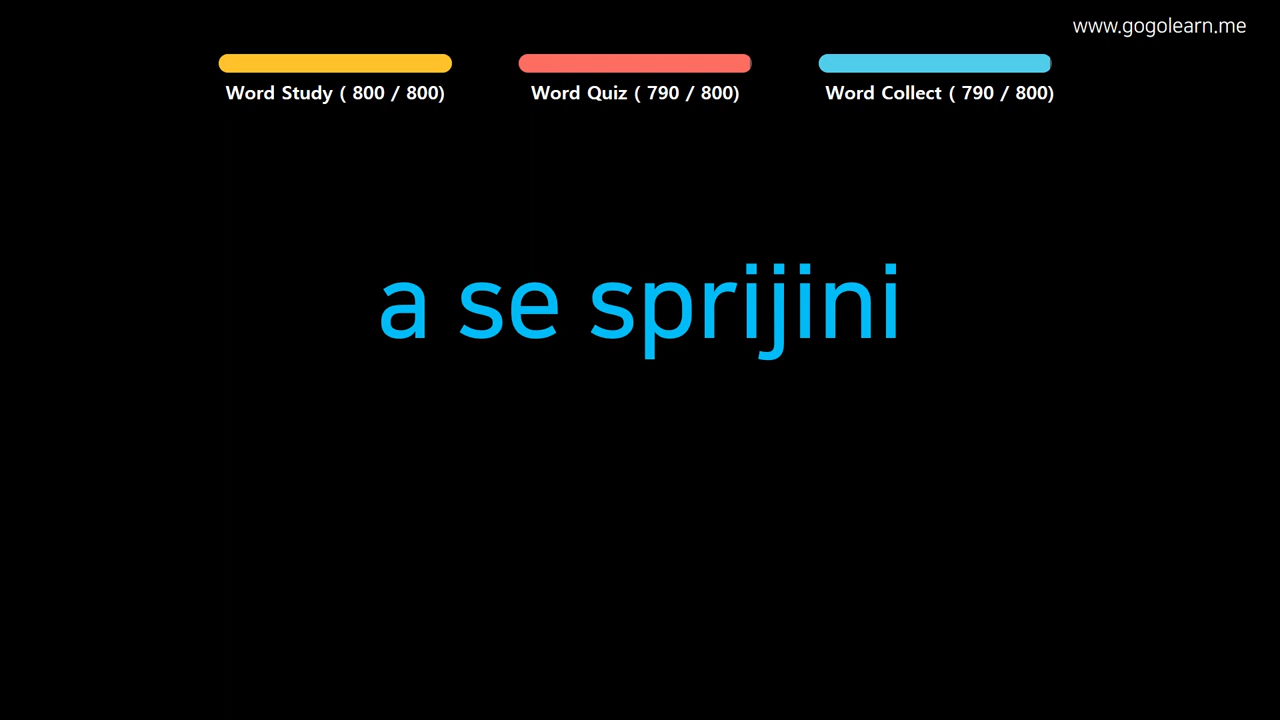 www.gogolearn.me
Word Study ( 800 / 800)
Word Quiz ( 790 / 800)
Word Collect ( 790 / 800)
a se sprijini